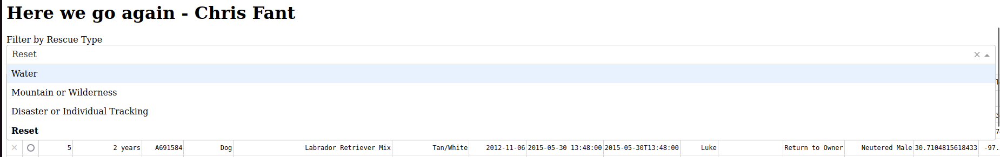 Here we go again - Chris Fant
Filter by Rescue Type
Reset
Water
Mountain or Wilderness
Disaster or Individual Tracking
Reset
5 2 years A691584 Dog Labrador Retriever Mix Tan/White 2012-11-06 2015-05-30 13:48:00 2015-05-30T13:48:00 Luke Return to Owner Neutered Male 30.7104815618433 -97.